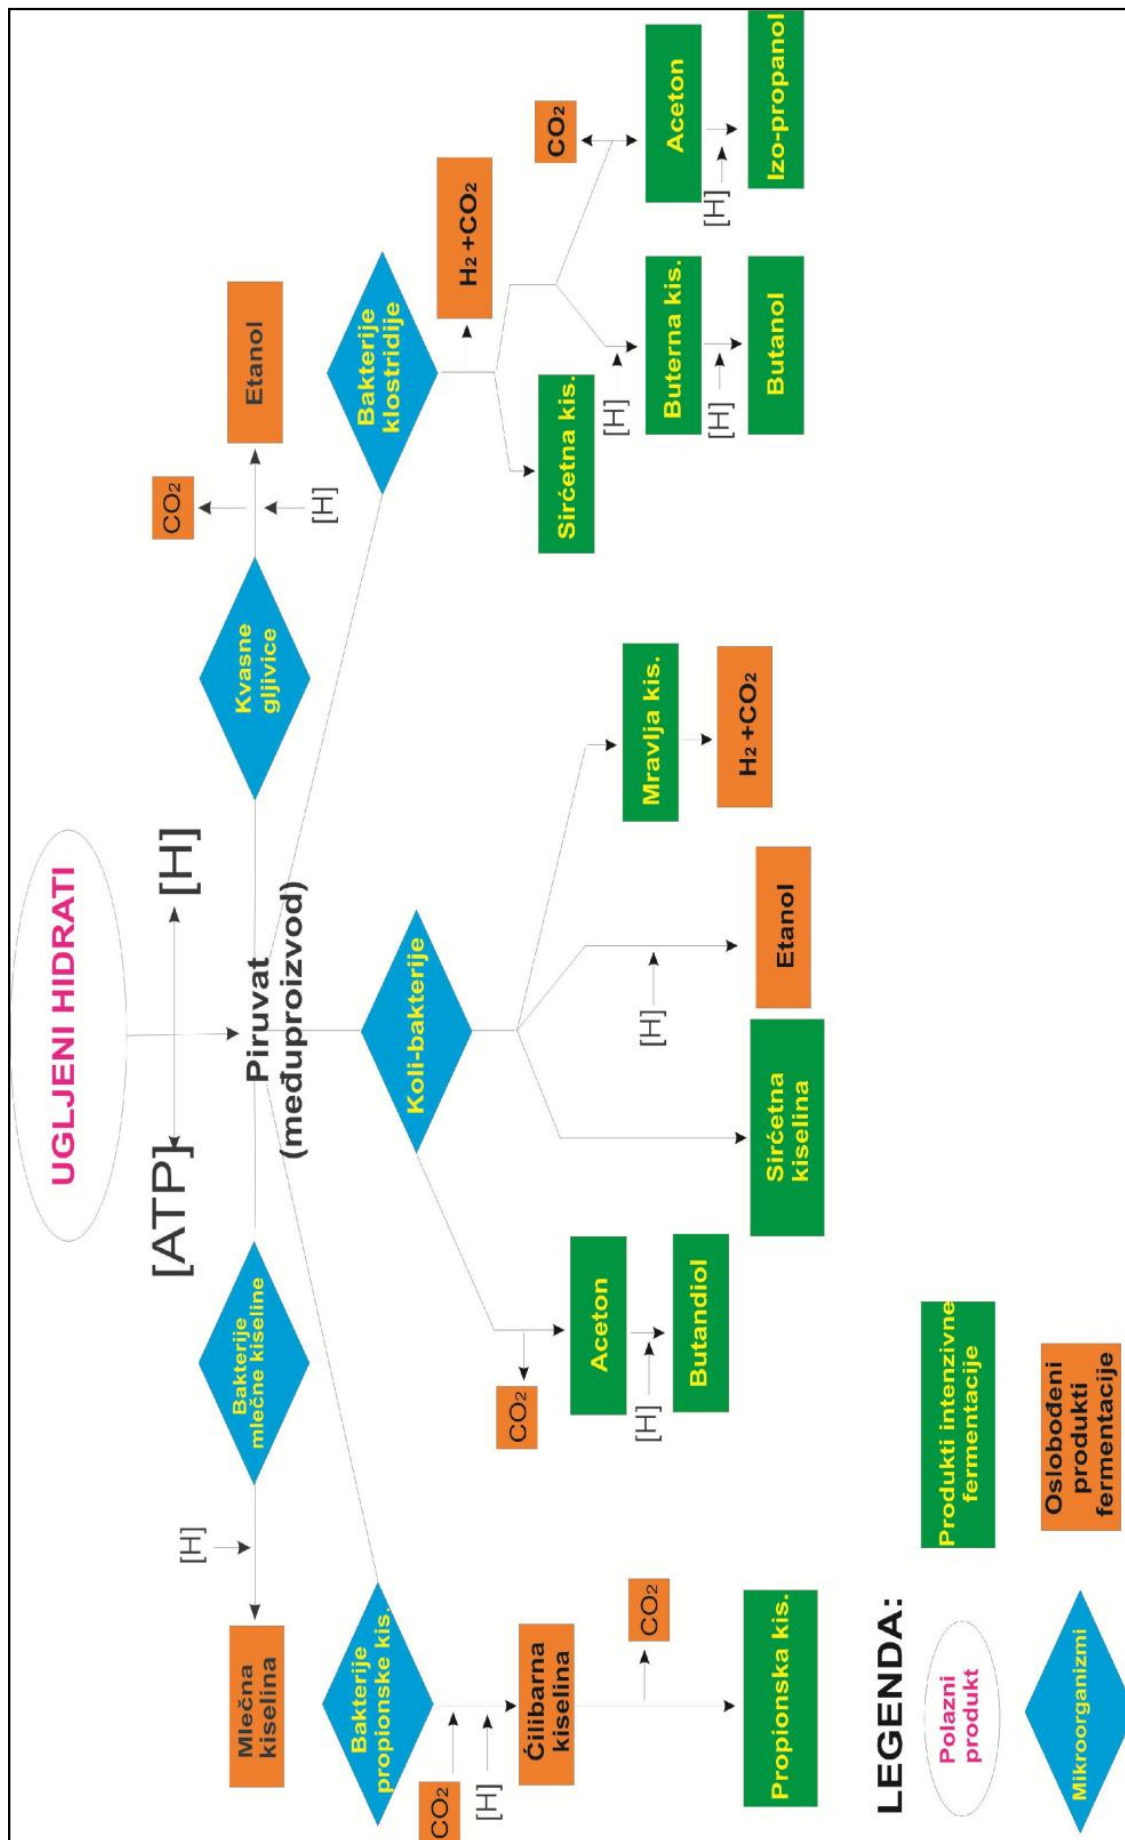 UGLJENI HIDRATI
[ATP]
[H]
Piruvat
(međuproizvod)
Bakterije
mlečne kiseline
[H]
Mlečna
kiselina
Kvasne
gljivice
CO2
[H]
Etanol
Bakterije
propionske kis.
CO2
[H]
Ćilibarna
kiselina
CO2
Propionska kis.
Koli-bakterije
CO2
Aceton
[H]
Butandiol
Sirćetna
kiselina
[H]
Etanol
Mravlja kis.
H2 +CO2
Bakterije
klostridije
H2 +CO2
Sirćetna kis.
[H]
Buterna kis.
[H]
Butanol
CO2
Aceton
[H]
Izo-propanol
LEGENDA:
Polazni
produkt
Produkti intenzivne
fermentacije
Mikroorganizmi
Oslobođeni
produkti
fermentacije